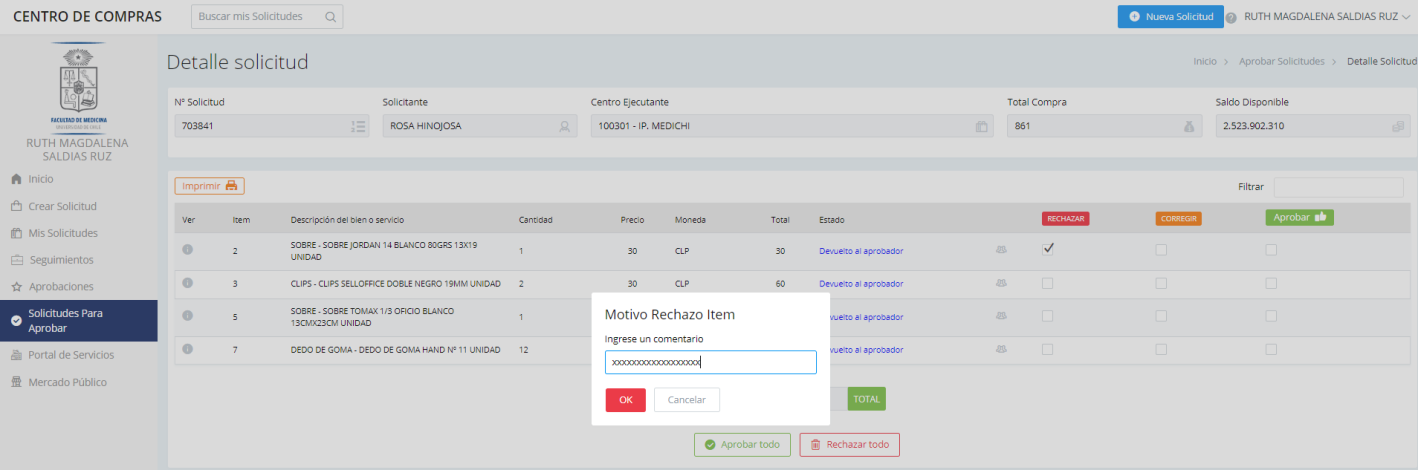 CENTRO DE COMPRAS
Buscar mis Solicitudes
Nueva Solicitud
RUTH MAGDALENA SALDIAS RUZ
FACULTAD DE MEDICINA
UNIVERSIDAD DE CHILE
RUTH MAGDALENA
SALDIAS RUZ
Inicio
Crear Solicitud
Mis Solicitudes
Seguimientos
Aprobaciones
Solicitudes Para
Aprobar
Portal de Servicios
Mercado Público
Detalle solicitud
Inicio > Aprobar Solicitudes > Detalle Solicitud
N° Solicitud Solicitante Centro Ejecutante Total Compra Saldo Disponible
703841 ROSA HINOJOSA 100301 - IP. MEDICHI 861 2.523.902.310
Imprimir
Filtrar
Ver Item Descripción del bien o servicio Cantidad Precio Moneda Total Estado RECHAZAR CORREGIR Aprobar
2 SOBRE - SOBRE JORDAN 14 BLANCO 80GRS 13X19 1 30 CLP 30 Devuelto al aprobador
UNIDAD
3 CLIPS - CLIPS SELLOFFICE DOBLE NEGRO 19MM UNIDAD 2 30 CLP 60 Devuelto al aprobador
5 SOBRE - SOBRE TOMAX 1/3 OFICIO BLANCO 1 vuelto al aprobador
13CMX23CM UNIDAD
7 DEDO DE GOMA - DEDO DE GOMA HAND Nº 11 UNIDAD 12 vuelto al aprobador
Motivo Rechazo Item
Ingrese un comentario
xxxxxxxxxxxxxxxxxx
OK Cancelar
TOTAL
Aprobar todo Rechazar todo